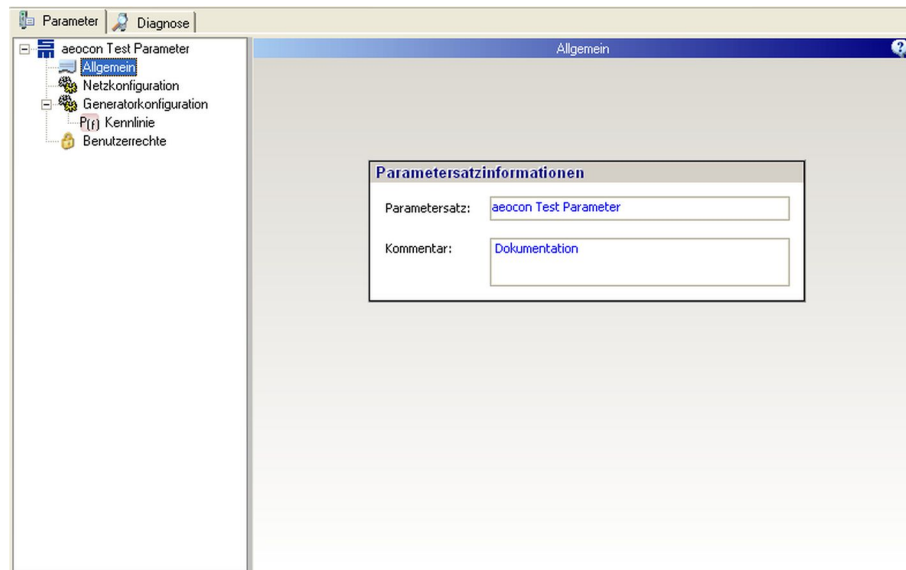 Parameter
Diagnose
aeocon Test Parameter
Allgemein
Netzkonfiguration
Generatorkonfiguration
P(f) Kennlinie
Benutzerrechte
Allgemein
Parametersatzinformationen
Parametersatz: aeocon Test Parameter
Kommentar: Dokumentation